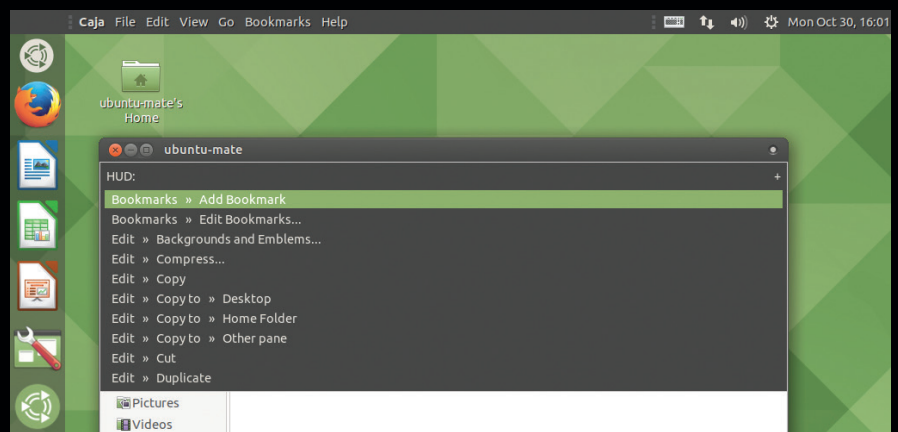 Caja File Edit View Go Bookmarks Help Mon Oct 30, 16:01
ubuntu-mate's
Home
ubuntu-mate
HUD: +
Bookmarks » Add Bookmark
Bookmarks » Edit Bookmarks...
Edit » Backgrounds and Emblems...
Edit » Compress...
Edit » Copy
Edit » Copy to » Desktop
Edit » Copy to » Home Folder
Edit » Copy to » Other pane
Edit » Cut
Edit » Duplicate
Pictures
Videos